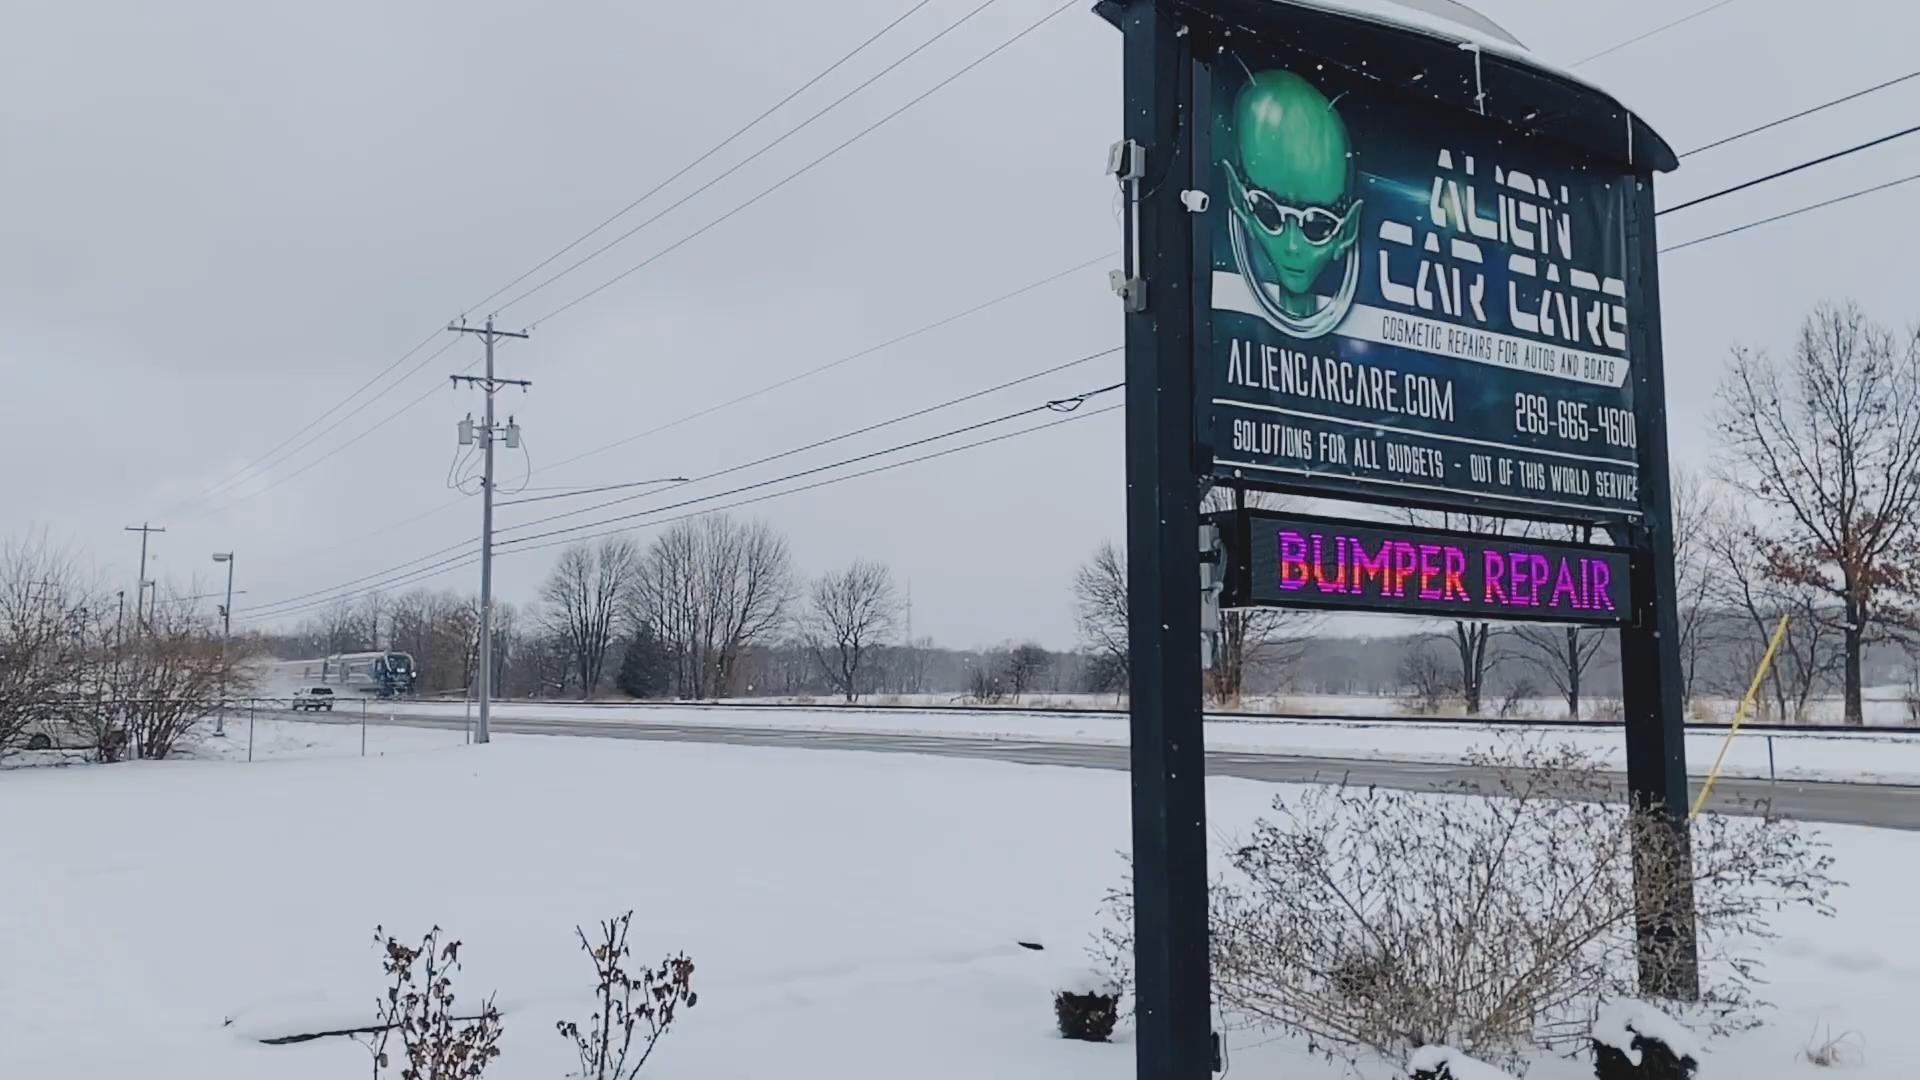 ALIEN
CAR CARE
COSMETIC REPAIRS FOR AUTOS AND BOATS
ALIENCARCARE.COM
269-665-4600
SOLUTIONS FOR ALL BUDGETS - OUT OF THIS WORLD SERVICE
BUMPER REPAIR